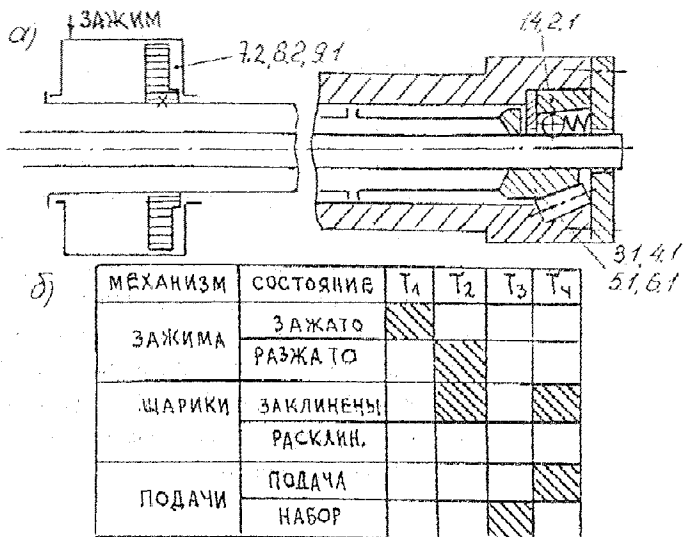 а)
ЗАЖИМ
7.2, 8.2, 9.1
1.4, 2.1
3.1, 4.1
5.1, 6.1
б)
МЕХАНИЗМ СОСТОЯНИЕ T1 T2 T3 T4
ЗАЖИМА ЗАЖАТО
РАЗЖАТО
ШАРИКИ ЗАКЛИНЕНЫ
РАСКЛИН.
ПОДАЧИ ПОДАЧА
НАБОР